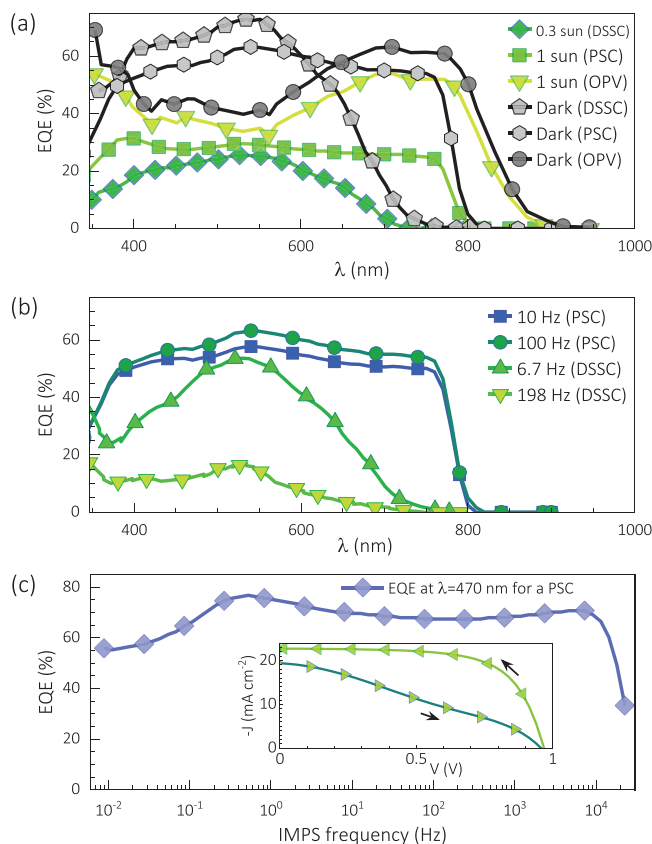 (a)
60
40
20
0
EQE (%)
400
600
800
1000
λ (nm)
0.3 sun (DSSC)
1 sun (PSC)
1 sun (OPV)
Dark (DSSC)
Dark (PSC)
Dark (OPV)
(b)
60
40
20
0
EQE (%)
400
600
800
1000
λ (nm)
10 Hz (PSC)
100 Hz (PSC)
6.7 Hz (DSSC)
198 Hz (DSSC)
(c)
80
60
40
20
0
EQE (%)
EQE at λ=470 nm for a PSC
20
10
0
-J (mA cm⁻²)
0
0.5
1
V (V)
10⁻²
10⁻¹
10⁰
10¹
10²
10³
10⁴
IMPS frequency (Hz)